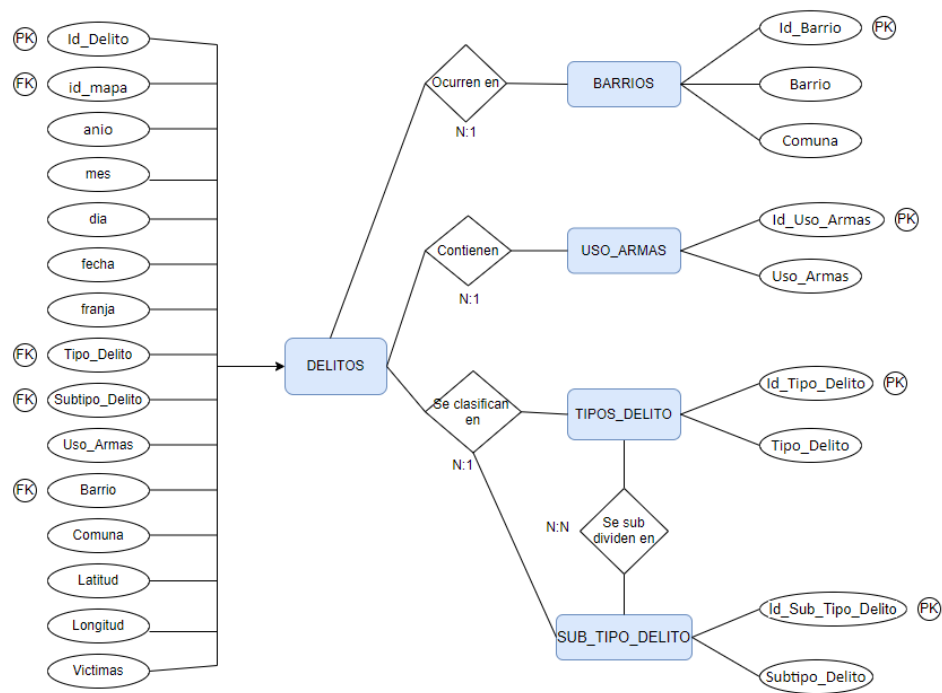 PK
Id_Delito
FK
id_mapa
anio
mes
dia
fecha
franja
FK
Tipo_Delito
FK
Subtipo_Delito
Uso_Armas
FK
Barrio
Comuna
Latitud
Longitud
Victimas
DELITOS
Ocurren en
N:1
BARRIOS
Id_Barrio
PK
Barrio
Comuna
Contienen
N:1
USO_ARMAS
Id_Uso_Armas
PK
Uso_Armas
Se clasifican
en
N:1
TIPOS_DELITO
Id_Tipo_Delito
PK
Tipo_Delito
N:N
Se sub
dividen en
SUB_TIPO_DELITO
Id_Sub_Tipo_Delito
PK
Subtipo_Delito